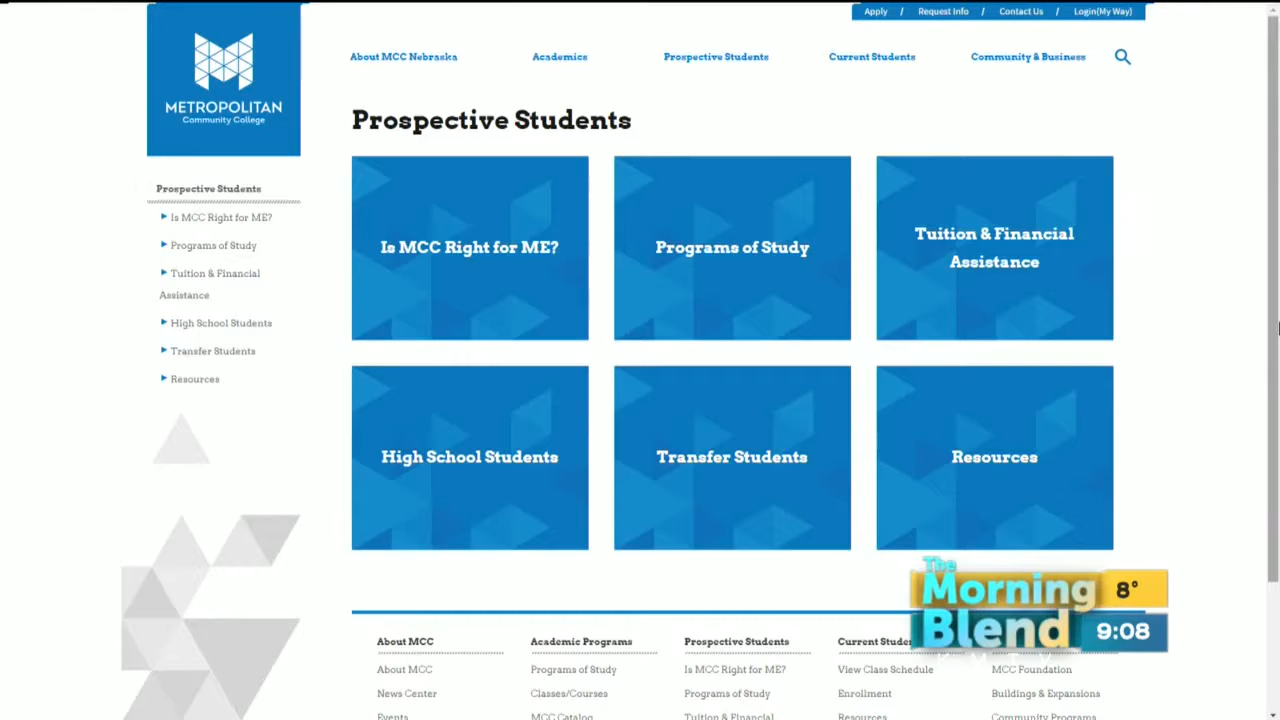 Apply / Request Info / Contact Us / Login(My Way)
METROPOLITAN
Community College
About MCC Nebraska Academics Prospective Students Current Students Community & Business
Prospective Students
Prospective Students
Is MCC Right for ME?
Programs of Study
Tuition & Financial
Assistance
High School Students
Transfer Students
Resources
Is MCC Right for ME?
Programs of Study
Tuition & Financial
Assistance
High School Students
Transfer Students
Resources
About MCC
About MCC
News Center
Events
Academic Programs
Programs of Study
Classes/Courses
MCC Catalog
Prospective Students
Is MCC Right for ME?
Programs of Study
Tuition & Financial
Current
View Class Schedule
Enrollment
Resources
MCC Foundation
Buildings & Expansions
Community Programs
The
Morning
Blend
8°
9:08